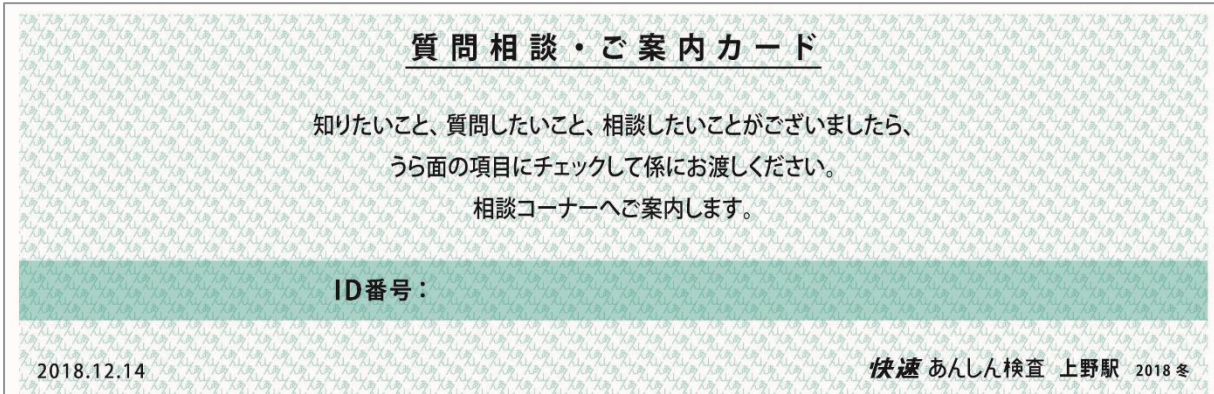 質問相談・ご案内カード
知りたいこと、質問したいこと、相談したいことがございましたら、
うら面の項目にチェックして係にお渡しください。
相談コーナーへご案内します。
ID番号：
2018.12.14
快速 あんしん検査 上野駅 2018 冬